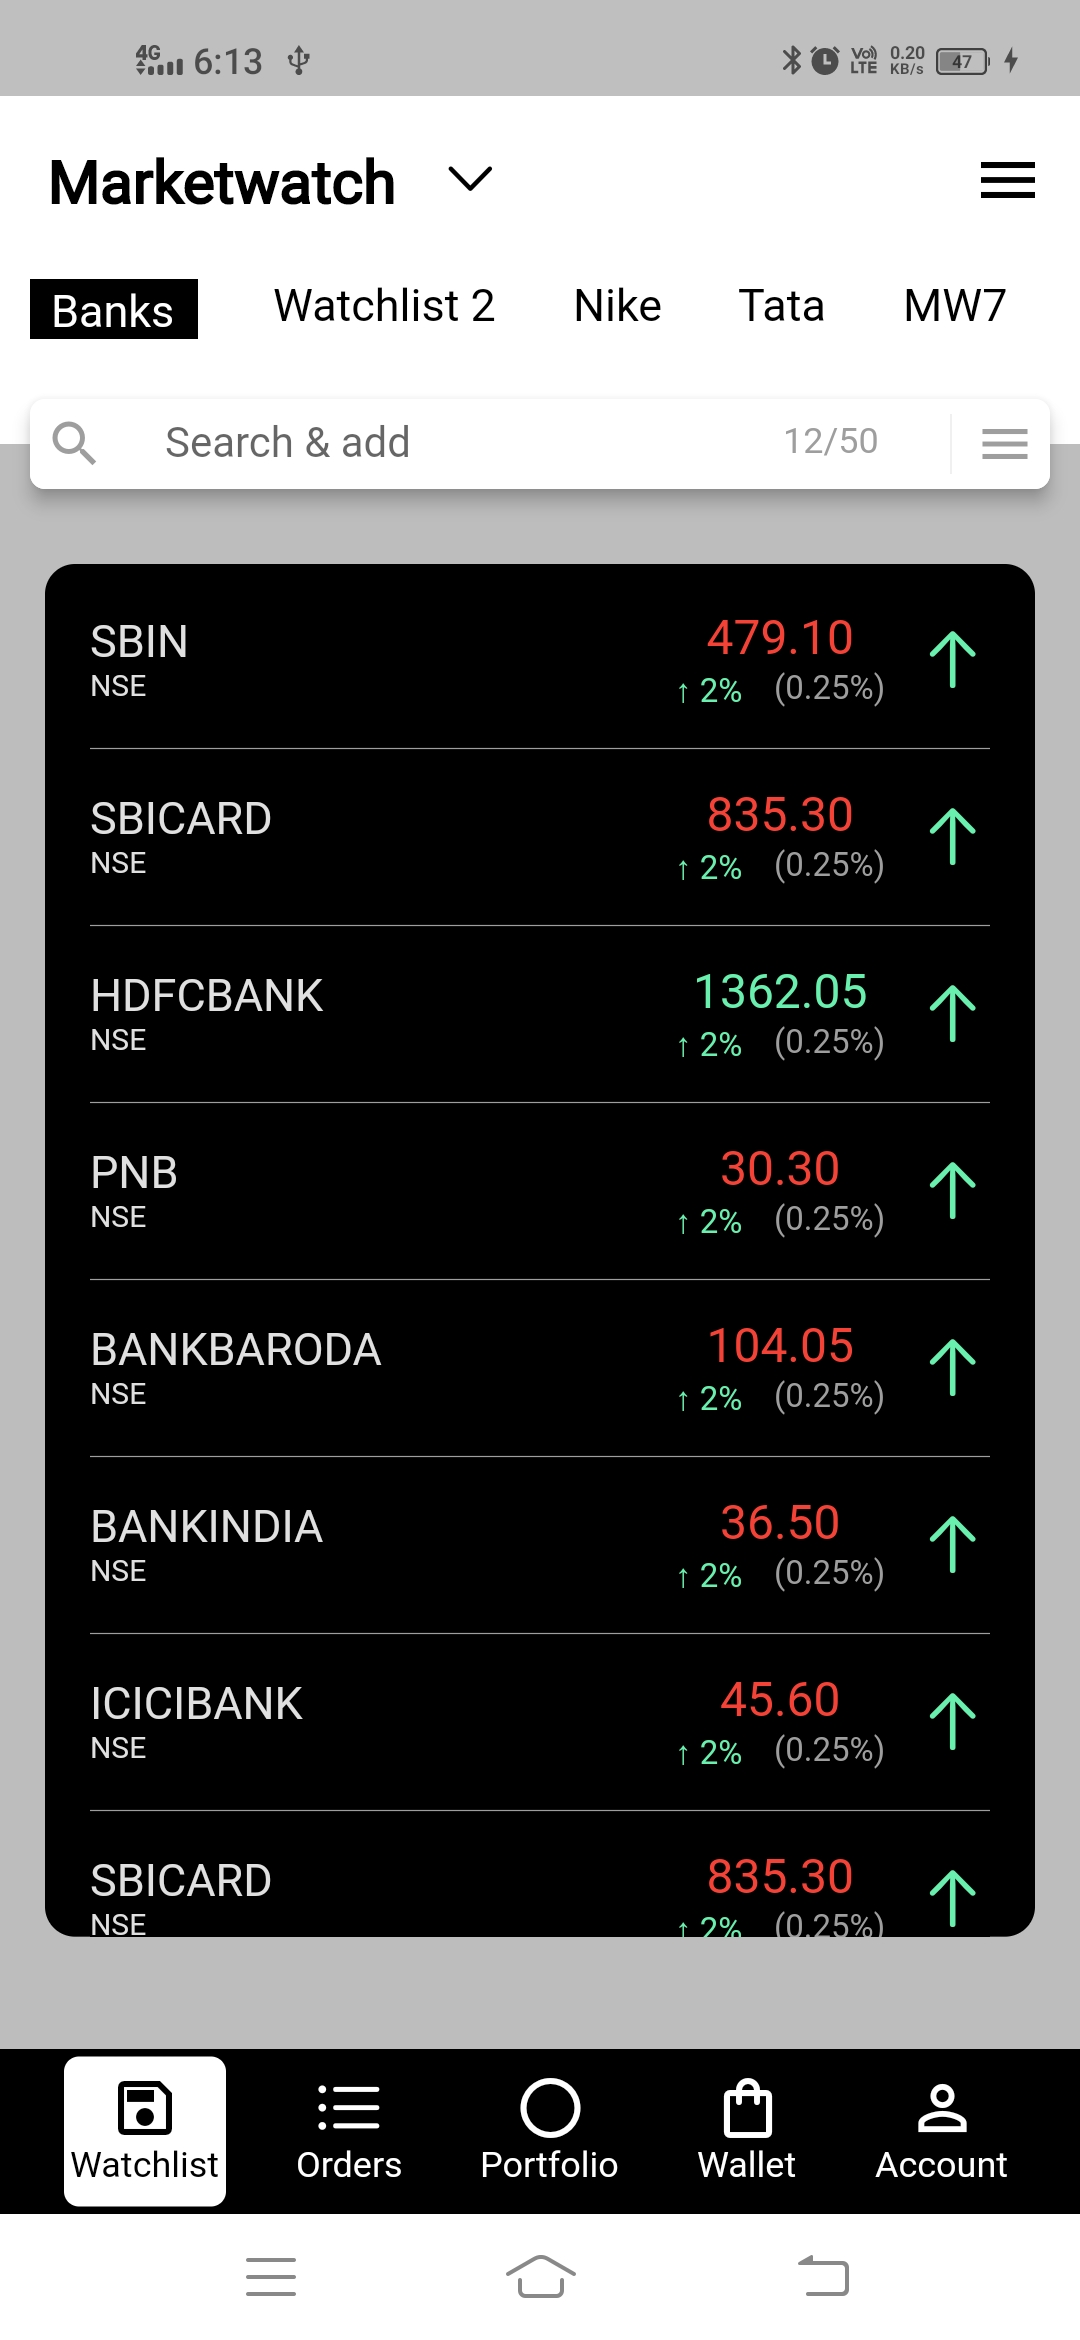 4G 6:13 Vo)) LTE 0.20 KB/s 47
Marketwatch
Banks Watchlist 2 Nike Tata MW7
Search & add 12/50
SBIN 479.10
NSE ↑ 2% (0.25%)
SBICARD 835.30
NSE ↑ 2% (0.25%)
HDFCBANK 1362.05
NSE ↑ 2% (0.25%)
PNB 30.30
NSE ↑ 2% (0.25%)
BANKBARODA 104.05
NSE ↑ 2% (0.25%)
BANKINDIA 36.50
NSE ↑ 2% (0.25%)
ICICIBANK 45.60
NSE ↑ 2% (0.25%)
SBICARD 835.30
NSE ↑ 2% (0.25%)
Watchlist Orders Portfolio Wallet Account